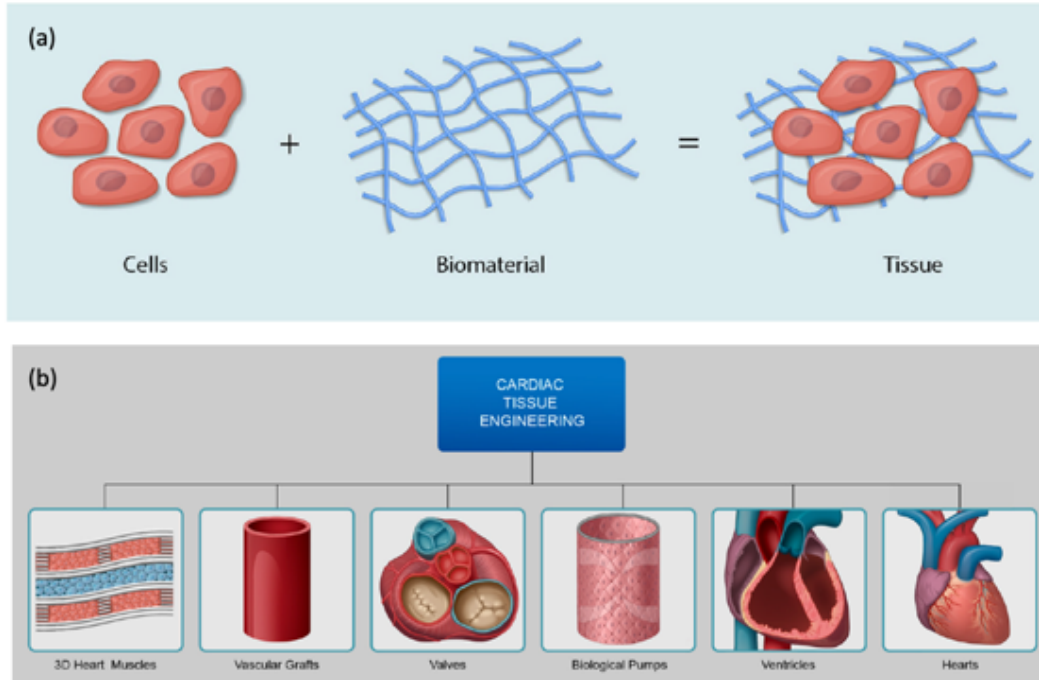 (a)
+
=
Cells
Biomaterial
Tissue
(b)
CARDIAC
TISSUE
ENGINEERING
3D Heart Muscles
Vascular Grafts
Valves
Biological Pumps
Ventricles
Hearts